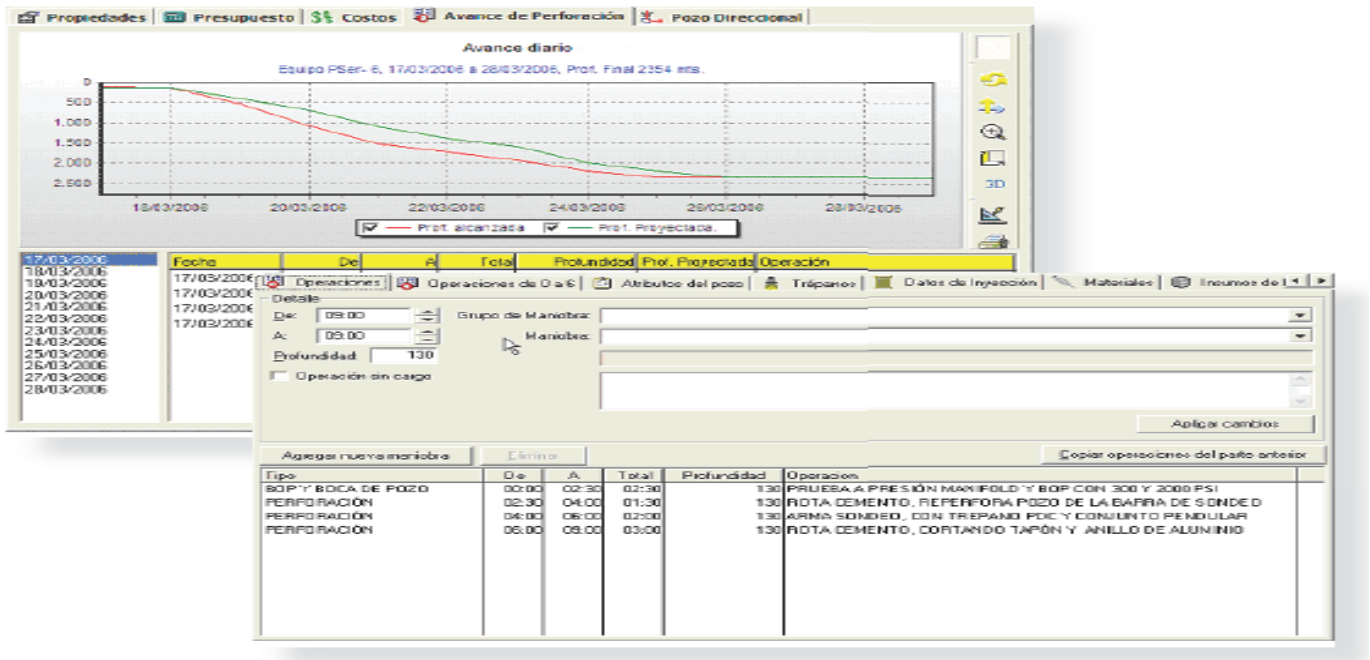 Propiedades Presupuesto $$ Costos Avance de Perforación Pozo Direccional
Avance diario
Equipo PSer- 6, 17/03/2006 a 28/03/2006, Prof. Final 2354 mts.
0
500
1.000
1.500
2.000
2.500
18/03/2006 20/03/2006 22/03/2006 24/03/2006 26/03/2006 28/03/2006
Prof. alcanzada Prof. Proyectada.
3D
17/03/2006
18/03/2006
19/03/2006
20/03/2006
21/03/2006
22/03/2006
23/03/2006
24/03/2006
25/03/2006
26/03/2006
27/03/2006
28/03/2006
Fecha De A Total Profundidad Prof. Proyectada Operación
17/03/2006
17/03/2006
17/03/2006
17/03/2006
Operaciones Operaciones de 0 a 6 Atributos del pozo Trépanos Datos de Inyección Materiales Insumos de l
Detalle
De: 09:00 Grupo de Maniobra:
A: 09:00 Maniobra:
Profundidad: 130
Operación sin cargo
Aplicar cambios
Agregar nueva maniobra Eliminar Copiar operaciones del parte anterior
Tipo De A Total Profundidad Operacion
BOP Y BOCA DE POZO 00:00 02:30 02:30 130 PRUEBA A PRESIÓN MANIFOLD Y BOP CON 300 Y 2000 PSI
PERFORACIÓN 02:30 04:00 01:30 130 ROTA CEMENTO, REPERFORA POZO DE LA BARRA DE SONDEO
PERFORACIÓN 04:00 06:00 02:00 130 ARMA SONDEO, CON TREPANO PDC Y CONJUNTO PENDULAR
PERFORACIÓN 06:00 09:00 03:00 130 ROTA CEMENTO, CORTANDO TAPÓN Y ANILLO DE ALUMINIO